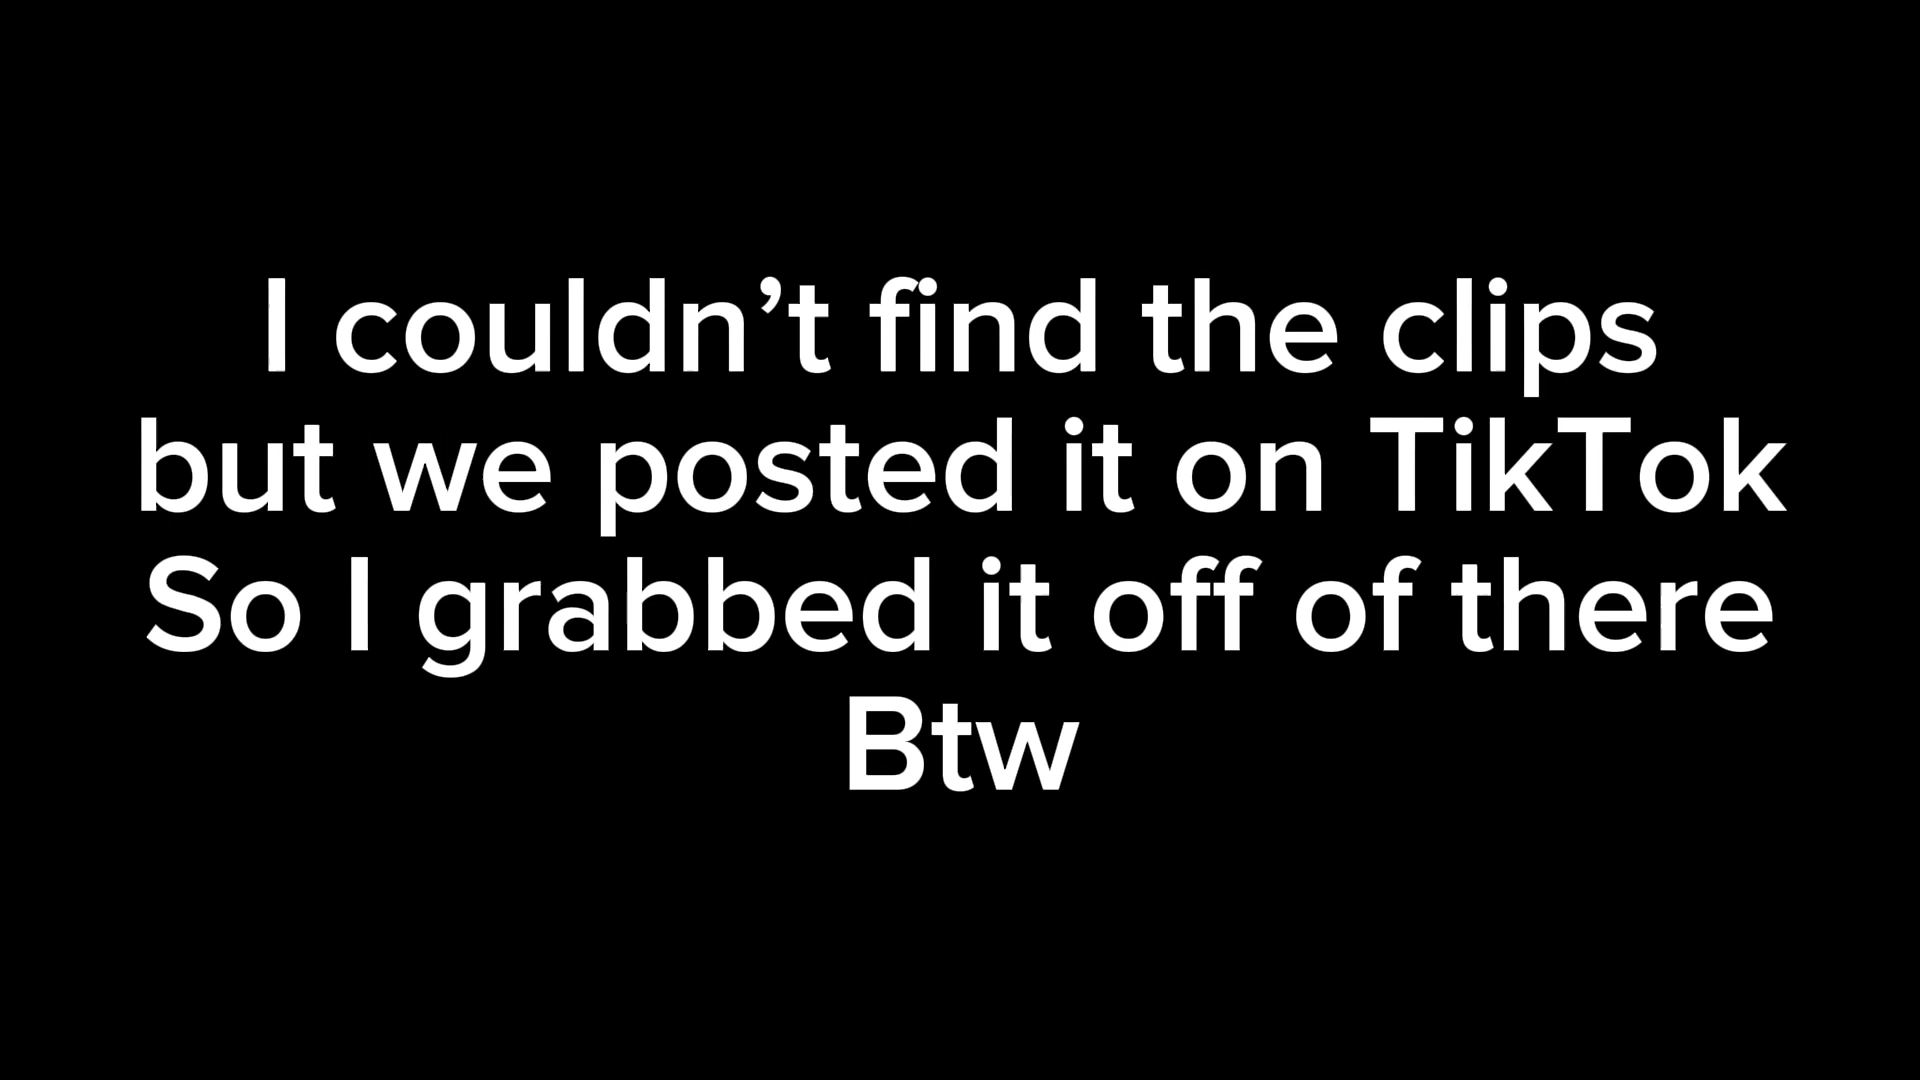 I couldn’t find the clips
but we posted it on TikTok
So I grabbed it off of there
Btw